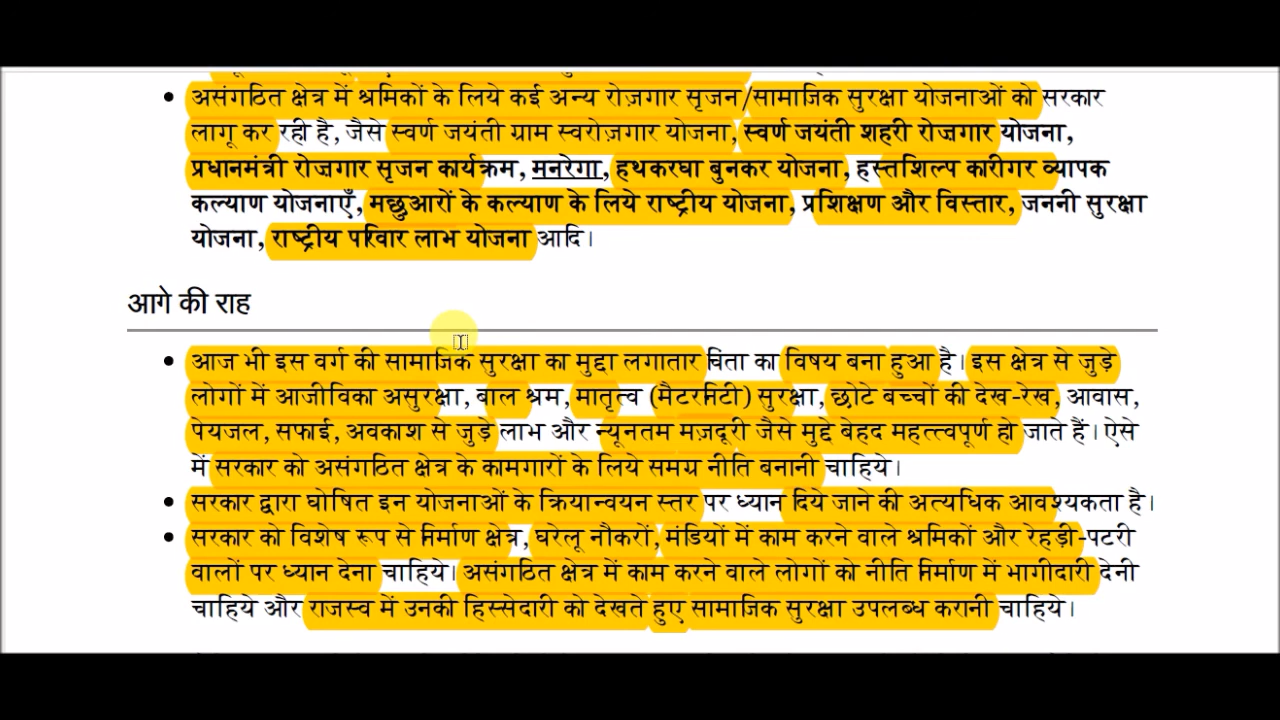 असंगठित क्षेत्र में श्रमिकों के लिये कई अन्य रोज़गार सृजन/सामाजिक सुरक्षा योजनाओं को सरकार
लागू कर रही है, जैसे स्वर्ण जयंती ग्राम स्वरोज़गार योजना, स्वर्ण जयंती शहरी रोज़गार योजना,
प्रधानमंत्री रोज़गार सृजन कार्यक्रम, मनरेगा, हथकरघा बुनकर योजना, हस्तशिल्प कारीगर व्यापक
कल्याण योजनाएँ, मछुआरों के कल्याण के लिये राष्ट्रीय योजना, प्रशिक्षण और विस्तार, जननी सुरक्षा
योजना, राष्ट्रीय परिवार लाभ योजना आदि।
आगे की राह
आज भी इस वर्ग की सामाजिक सुरक्षा का मुद्दा लगातार चिंता का विषय बना हुआ है। इस क्षेत्र से जुड़े
लोगों में आजीविका असुरक्षा, बाल श्रम, मातृत्व (मैटरनिटी) सुरक्षा, छोटे बच्चों की देख-रेख, आवास,
पेयजल, सफाई, अवकाश से जुड़े लाभ और न्यूनतम मज़दूरी जैसे मुद्दे बेहद महत्त्वपूर्ण हो जाते हैं। ऐसे
में सरकार को असंगठित क्षेत्र के कामगारों के लिये समग्र नीति बनानी चाहिये।
सरकार द्वारा घोषित इन योजनाओं के क्रियान्वयन स्तर पर ध्यान दिये जाने की अत्यधिक आवश्यकता है।
सरकार को विशेष रूप से निर्माण क्षेत्र, घरेलू नौकरों, मंडियों में काम करने वाले श्रमिकों और रेहड़ी-पटरी
वालों पर ध्यान देना चाहिये। असंगठित क्षेत्र में काम करने वाले लोगों को नीति निर्माण में भागीदारी देनी
चाहिये और राजस्व में उनकी हिस्सेदारी को देखते हुए सामाजिक सुरक्षा उपलब्ध करानी चाहिये।